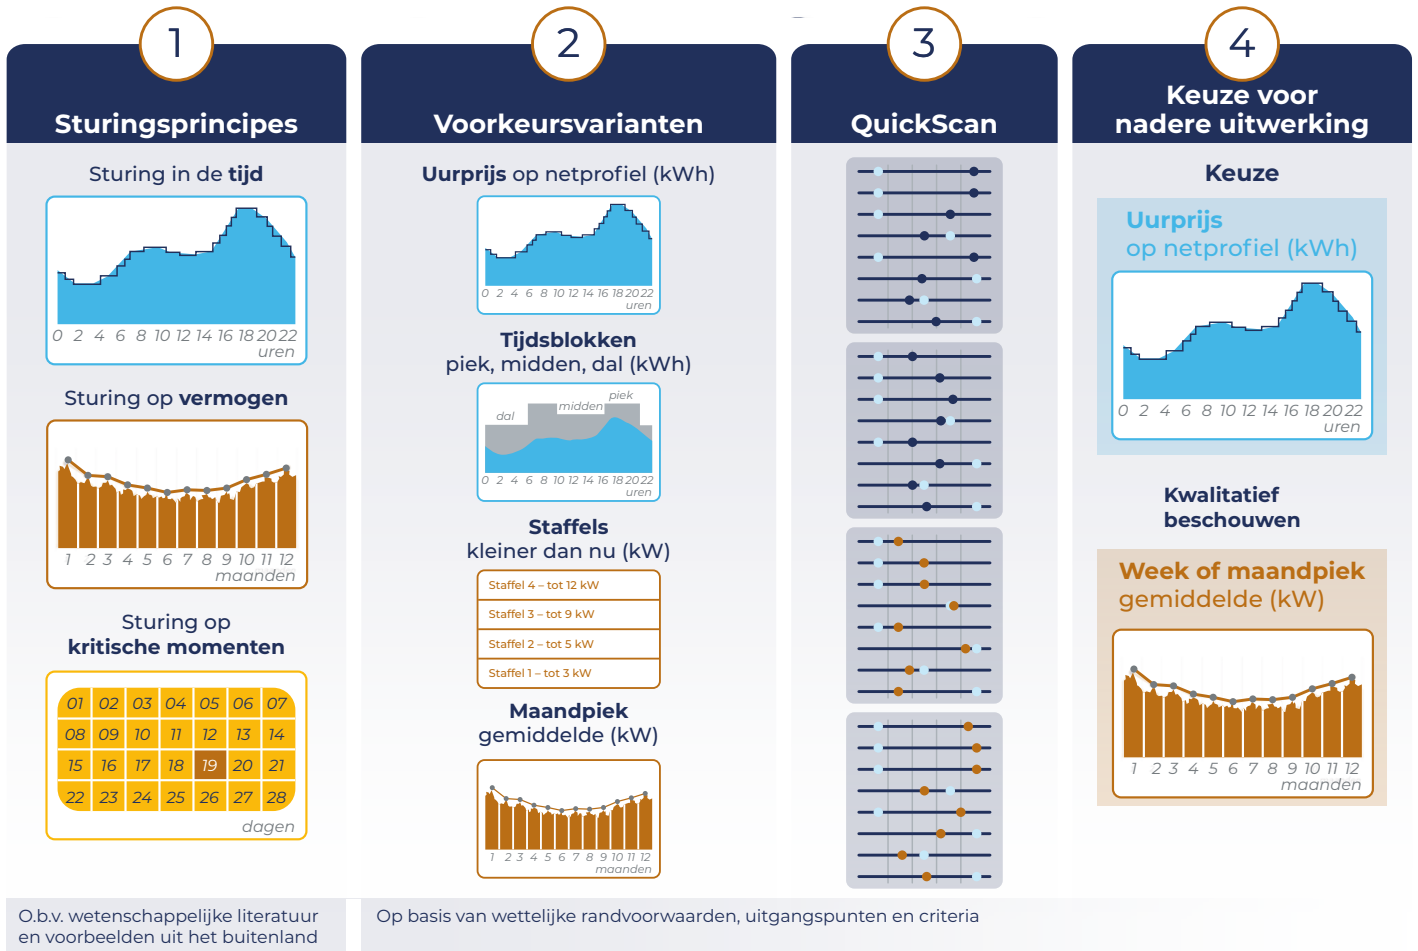 1
Sturingsprincipes
Sturing in de tijd
0 2 4 6 8 10 12 14 16 18 20 22
uren
Sturing op vermogen
1 2 3 4 5 6 7 8 9 10 11 12
maanden
Sturing op
kritische momenten
01 02 03 04 05 06 07
08 09 10 11 12 13 14
15 16 17 18 19 20 21
22 23 24 25 26 27 28
dagen
O.b.v. wetenschappelijke literatuur
en voorbeelden uit het buitenland
2
Voorkeursvarianten
Uurprijs op netprofiel (kWh)
0 2 4 6 8 10 12 14 16 18 20 22
uren
Tijdsblokken
piek, midden, dal (kWh)
piek
midden
dal
0 2 4 6 8 10 12 14 16 18 20 22
uren
Staffels
kleiner dan nu (kW)
Staffel 4 – tot 12 kW
Staffel 3 – tot 9 kW
Staffel 2 – tot 5 kW
Staffel 1 – tot 3 kW
Maandpiek
gemiddelde (kW)
1 2 3 4 5 6 7 8 9 10 11 12
maanden
3
QuickScan
4
Keuze voor
nadere uitwerking
Keuze
Uurprijs
op netprofiel (kWh)
0 2 4 6 8 10 12 14 16 18 20 22
uren
Kwalitatief
beschouwen
Week of maandpiek
gemiddelde (kW)
1 2 3 4 5 6 7 8 9 10 11 12
maanden
Op basis van wettelijke randvoorwaarden, uitgangspunten en criteria